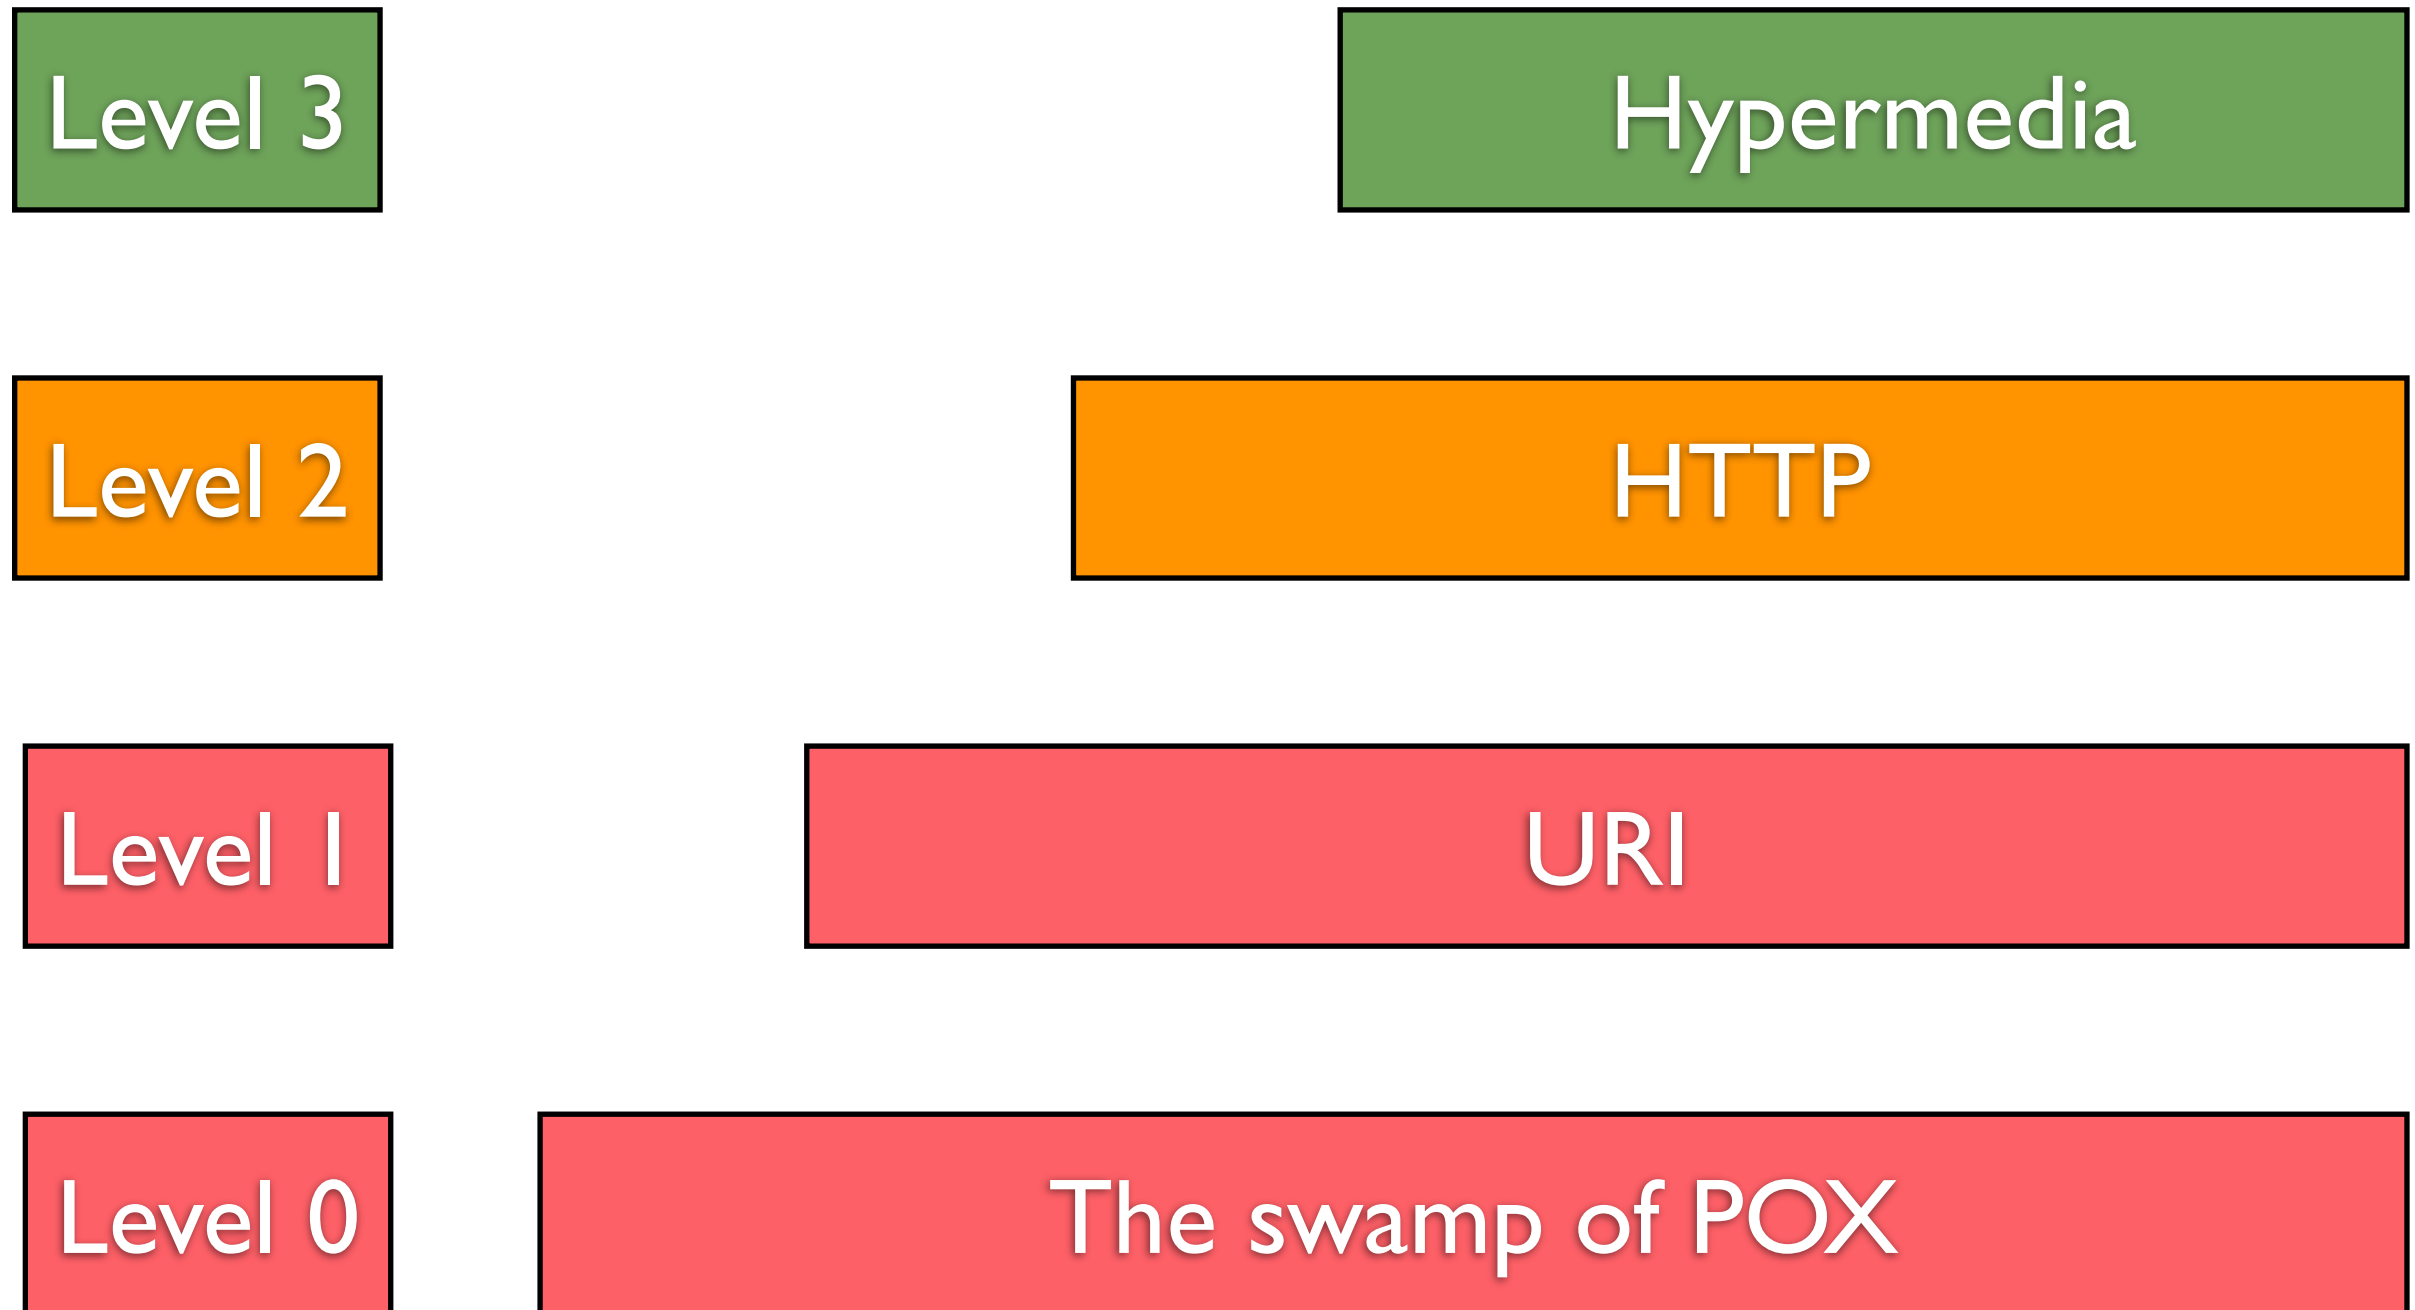 Level 3
Hypermedia
Level 2
HTTP
Level 1
URI
Level 0
The swamp of POX